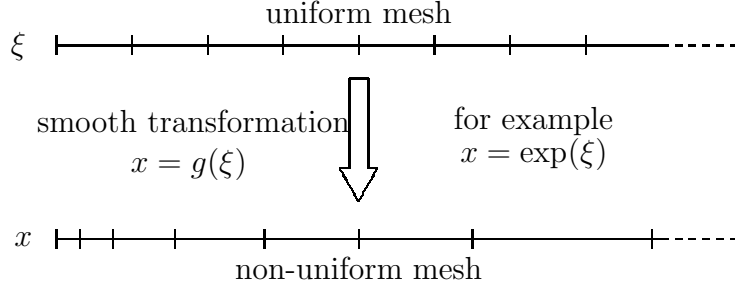 uniform mesh
ξ
smooth transformation
x = g(ξ)
for example
x = exp(ξ)
x
non-uniform mesh